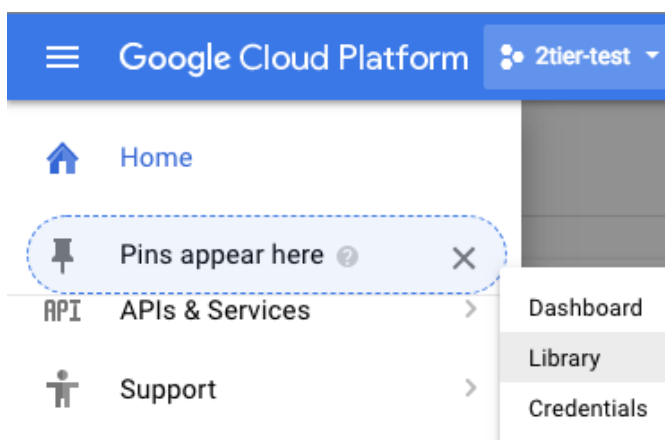 Google Cloud Platform 2tier-test
Home
Pins appear here ?
API APIs & Services
Dashboard
Library
Support
Credentials